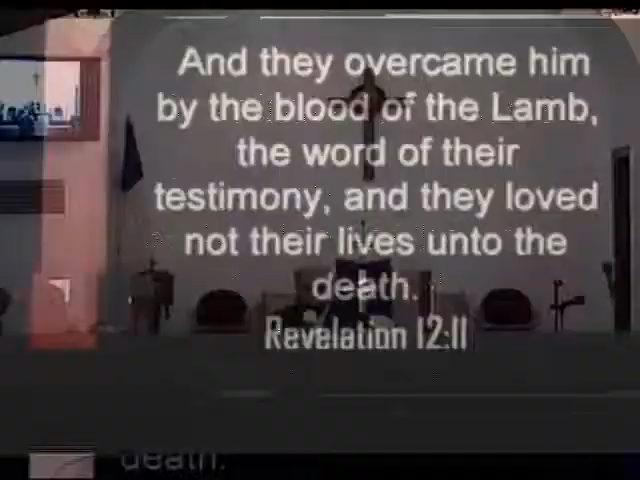 And they overcame him
by the blood of the Lamb,
the word of their
testimony, and they loved
not their lives unto the
death.
Revelation 12:11
death.